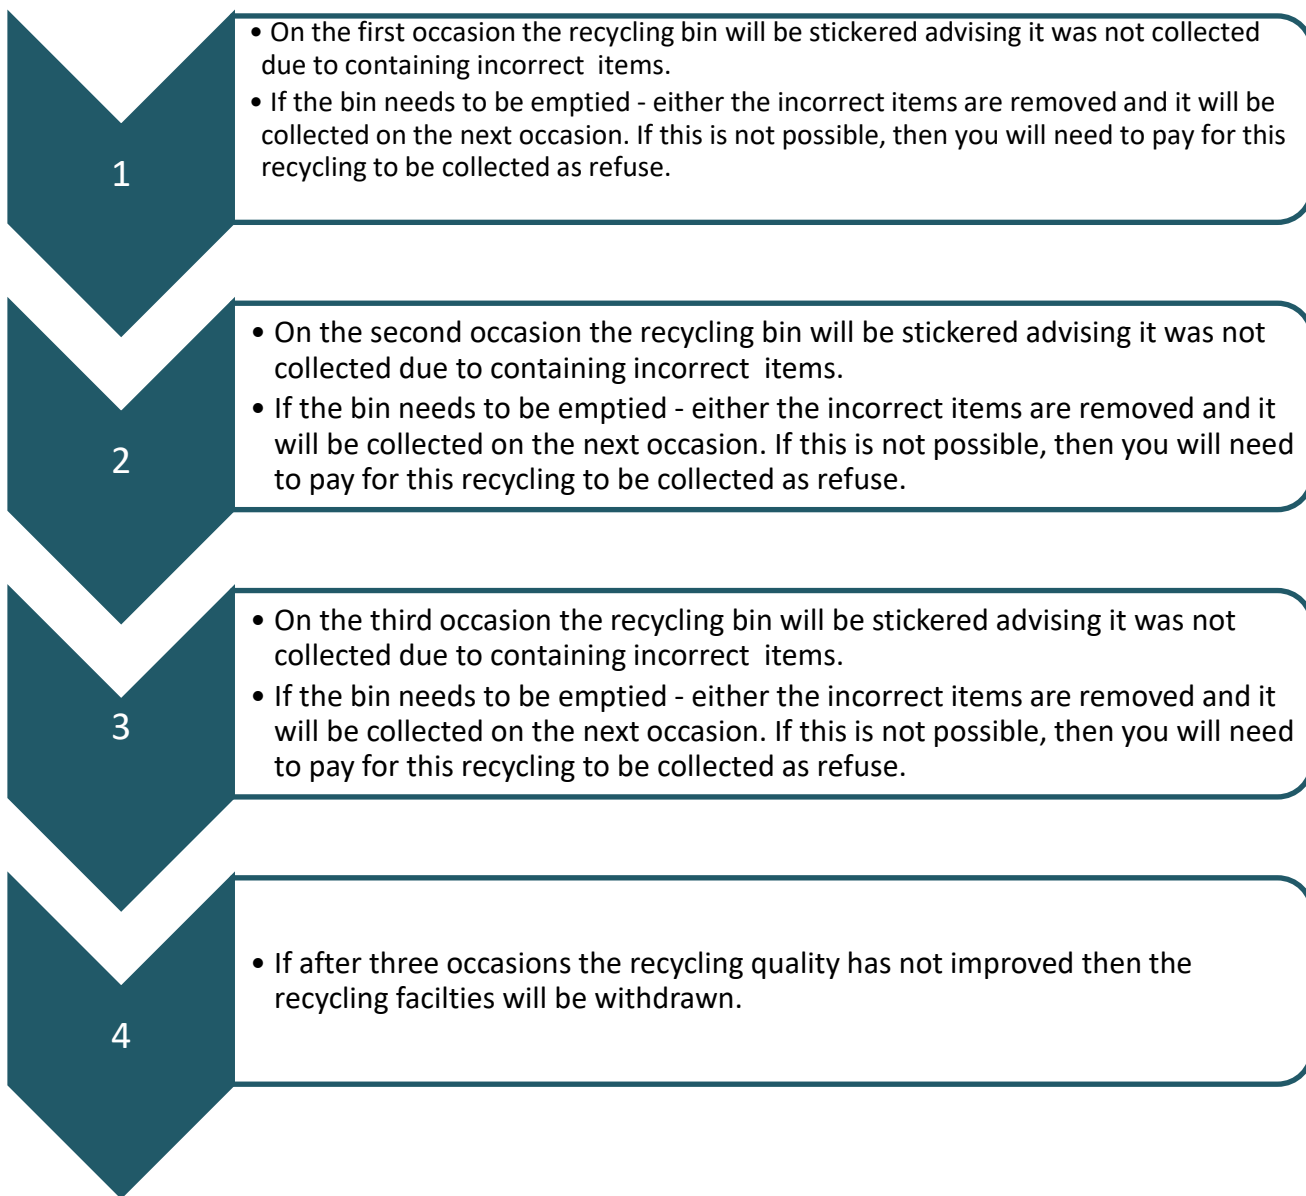 1
• On the first occasion the recycling bin will be stickered advising it was not collected
due to containing incorrect  items.
• If the bin needs to be emptied - either the incorrect items are removed and it will be
collected on the next occasion. If this is not possible, then you will need to pay for this
recycling to be collected as refuse.
2
• On the second occasion the recycling bin will be stickered advising it was not
collected due to containing incorrect  items.
• If the bin needs to be emptied - either the incorrect items are removed and it
will be collected on the next occasion. If this is not possible, then you will need
to pay for this recycling to be collected as refuse.
3
• On the third occasion the recycling bin will be stickered advising it was not
collected due to containing incorrect  items.
• If the bin needs to be emptied - either the incorrect items are removed and it
will be collected on the next occasion. If this is not possible, then you will need
to pay for this recycling to be collected as refuse.
4
• If after three occasions the recycling quality has not improved then the
recycling facilties will be withdrawn.